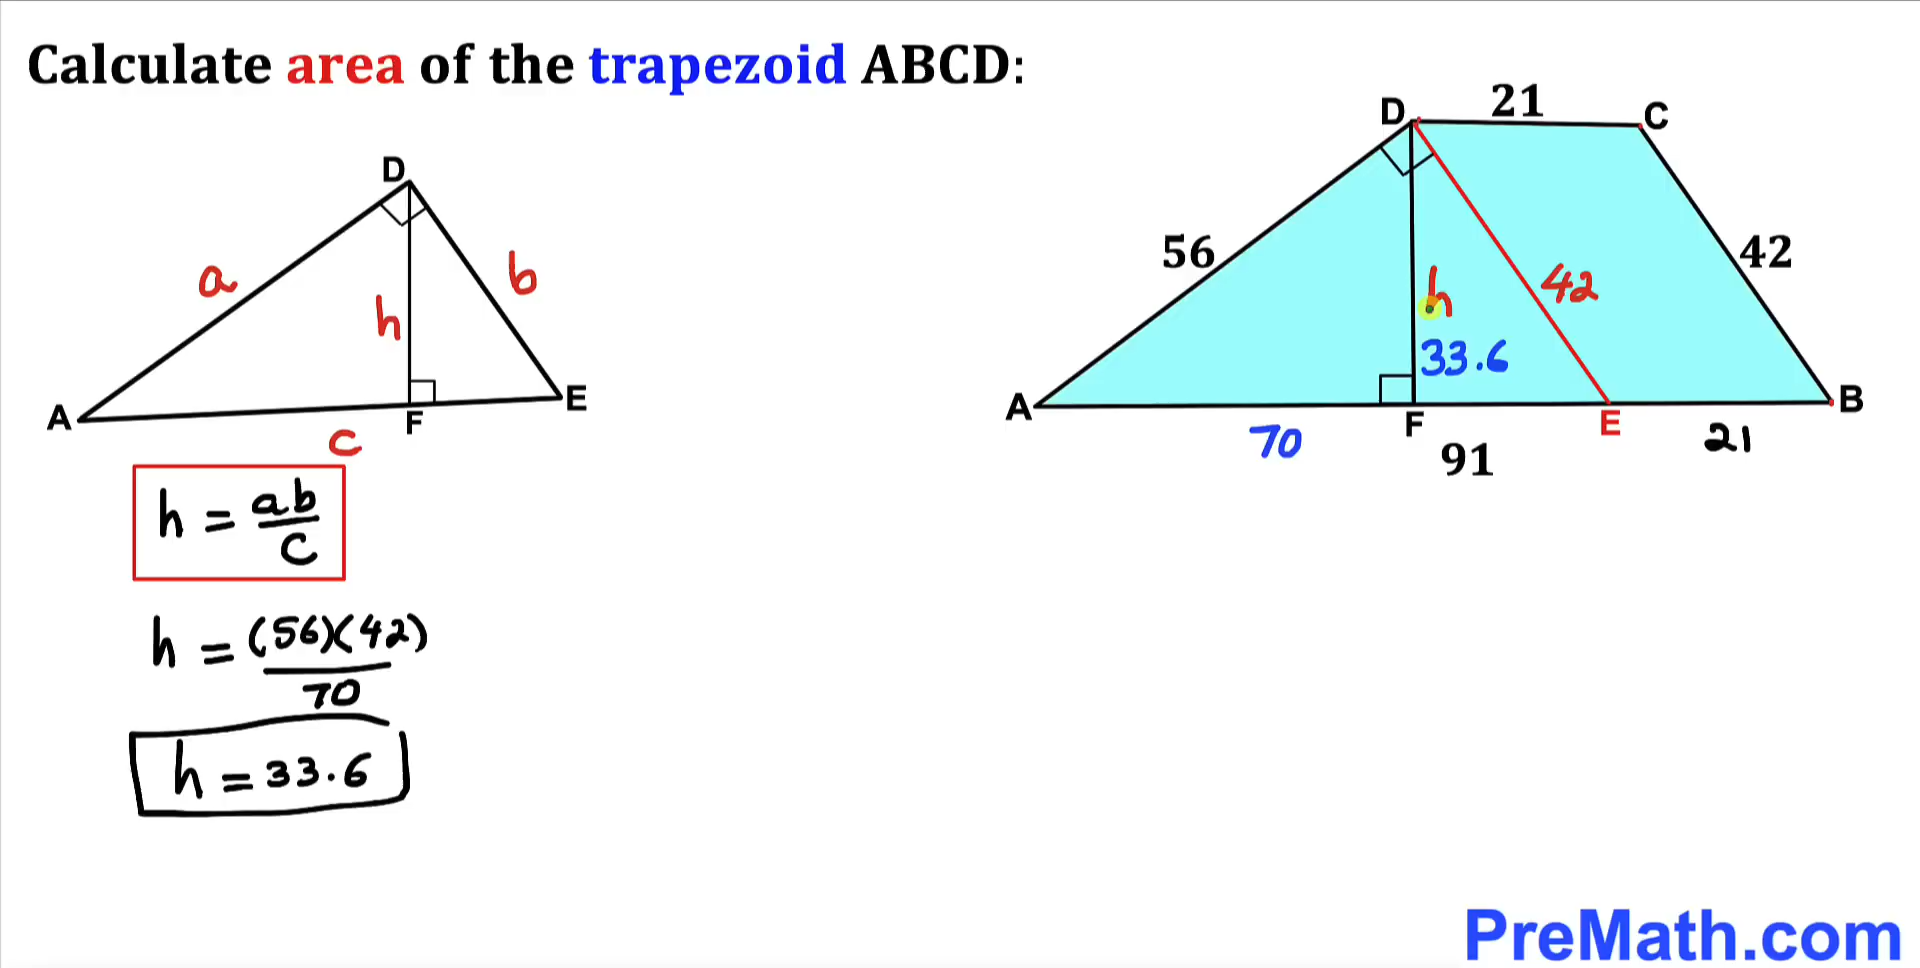 Calculate area of the trapezoid ABCD:
D
a
h
b
A
F
E
c
h = ab/c
h = (56)(42)/70
h = 33.6
D
21
C
56
42
h
42
33.6
A
F
E
B
70
91
21
PreMath.com